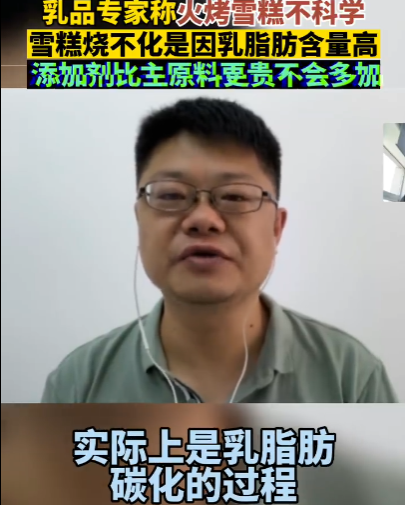 乳品专家称火烤雪糕不科学
雪糕烧不化是因乳脂肪含量高
添加剂比主原料更贵不会多加
实际上是乳脂肪
碳化的过程